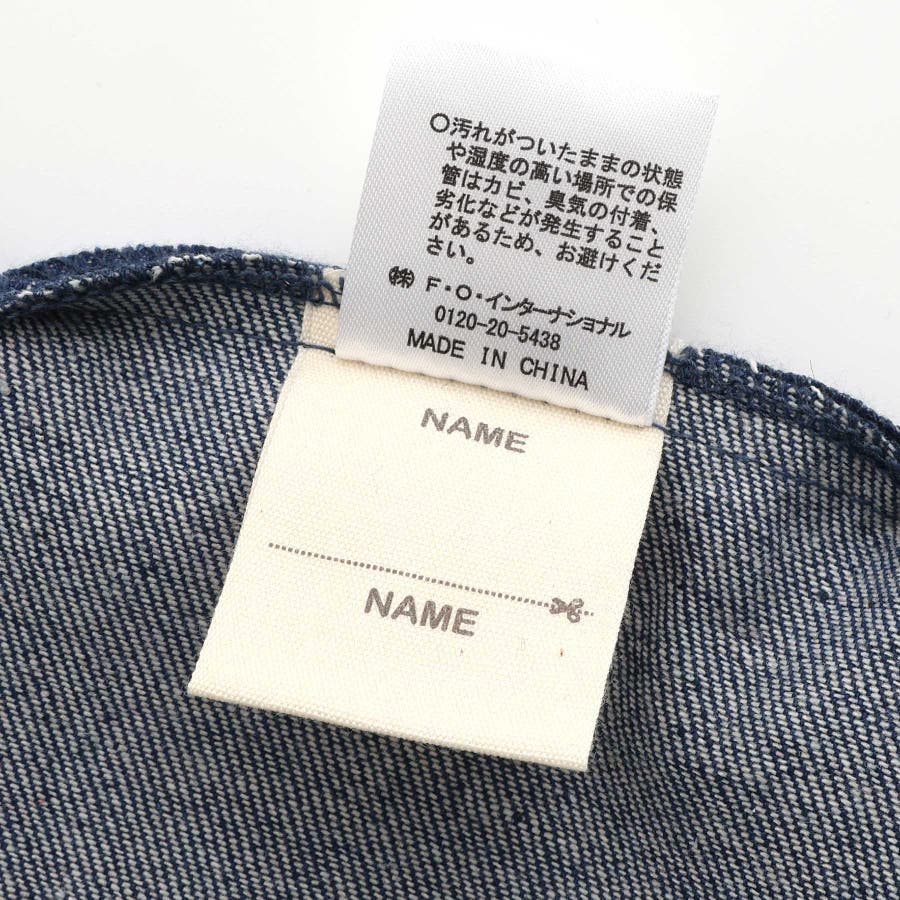 ○汚れがついたままの状態
や湿度の高い場所での保
管はカビ、臭気の付着、
劣化などが発生すること
があるため、お避けくだ
さい。
㈱ F・O・インターナショナル
0120-20-5438
MADE IN CHINA
NAME
NAME